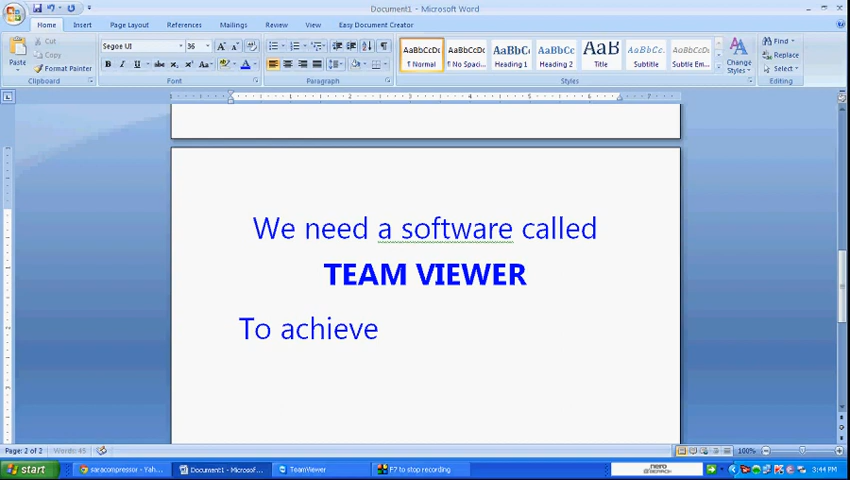 Document1 - Microsoft Word
Home Insert Page Layout References Mailings Review View Easy Document Creator
Paste
Cut
Copy
Format Painter
Clipboard
Segoe UI 36
Font
Paragraph
AaBbCcDc AaBbCcDc AaBbC AaBbCc AaB AaBbCc. AaBbCcDc
¶ Normal ¶ No Spaci... Heading 1 Heading 2 Title Subtitle Subtle Em...
Styles
Change Styles
Find
Replace
Select
Editing
We need a software called
TEAM VIEWER
To achieve
Page: 2 of 2 Words: 45 100%
start saracompressor - Yah... Document1 - Microsof... TeamViewer F7 to stop recording nero 3:44 PM